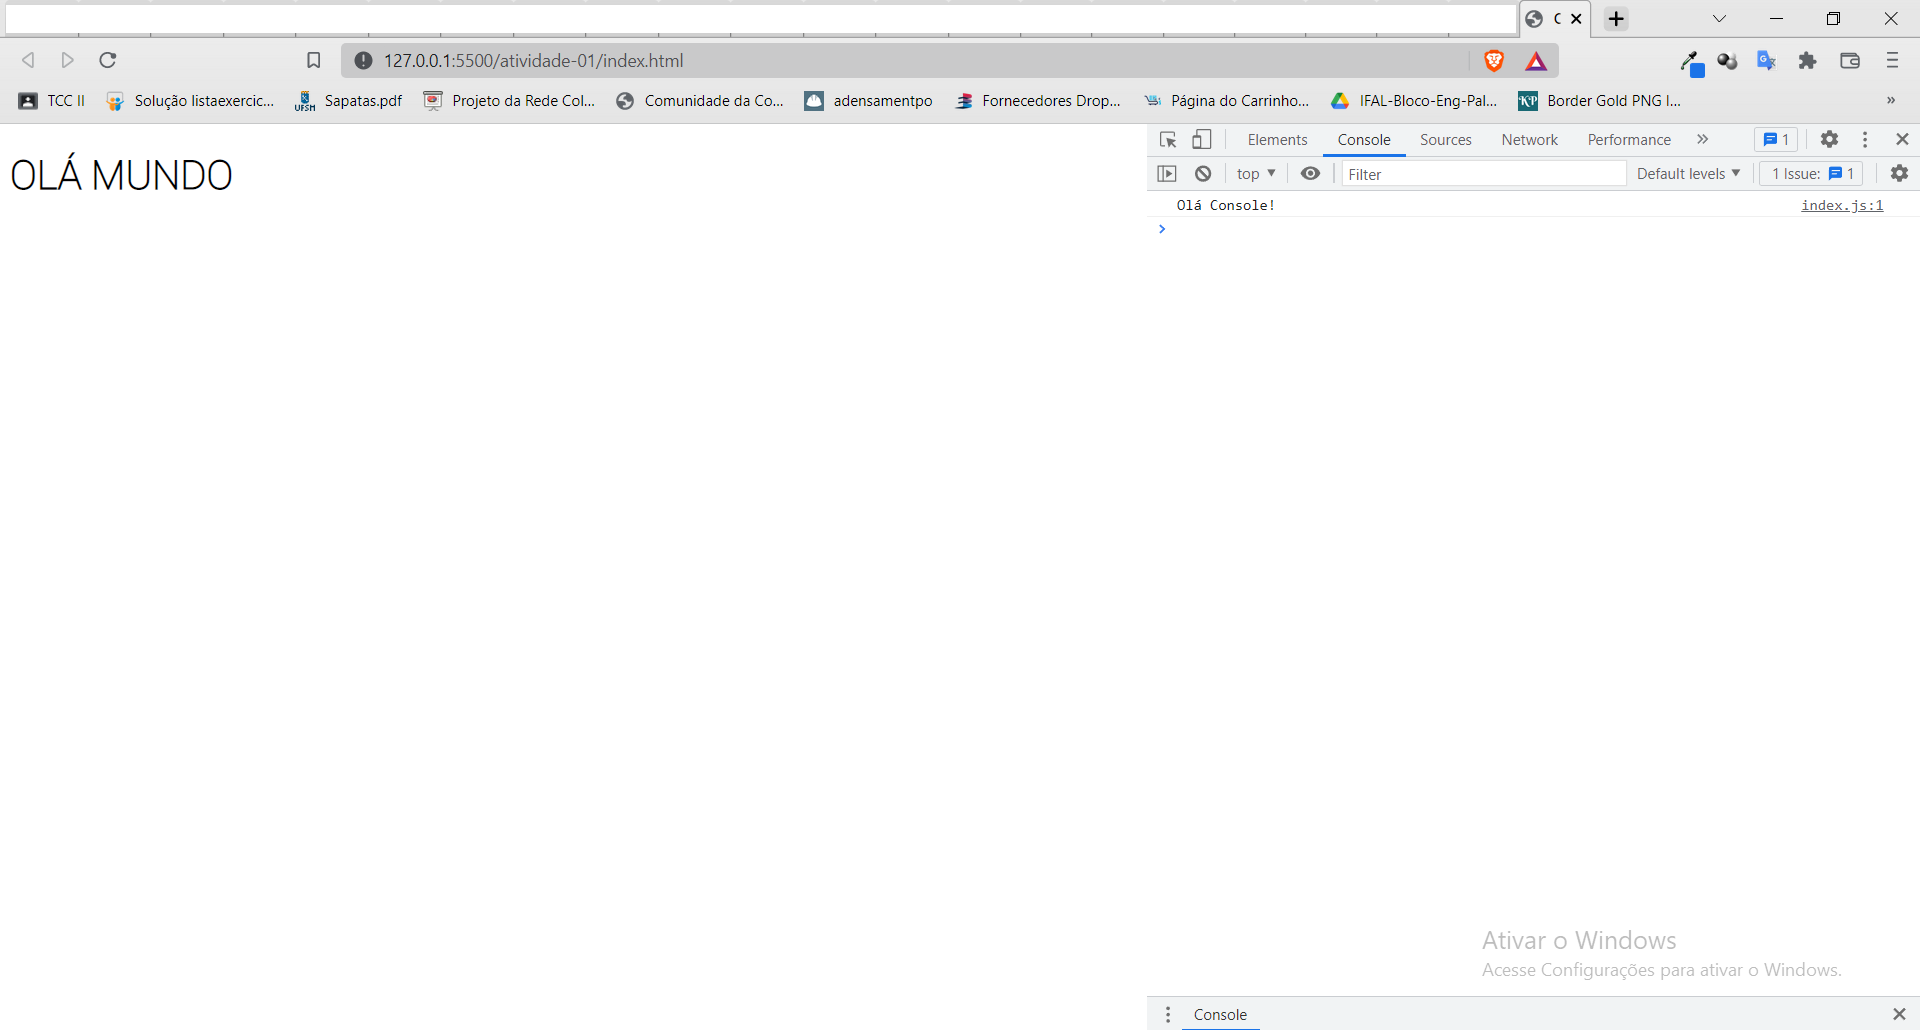 C
127.0.0.1:5500/atividade-01/index.html
TCC II Solução listaexercic... UFSM Sapatas.pdf Projeto da Rede Col... Comunidade da Co... adensamentpo Fornecedores Drop... Página do Carrinho... IFAL-Bloco-Eng-Pal... KP Border Gold PNG I... »
OLÁ MUNDO
Elements Console Sources Network Performance » 1
top Filter Default levels 1 Issue: 1
Olá Console! index.js:1
Ativar o Windows
Acesse Configurações para ativar o Windows.
Console